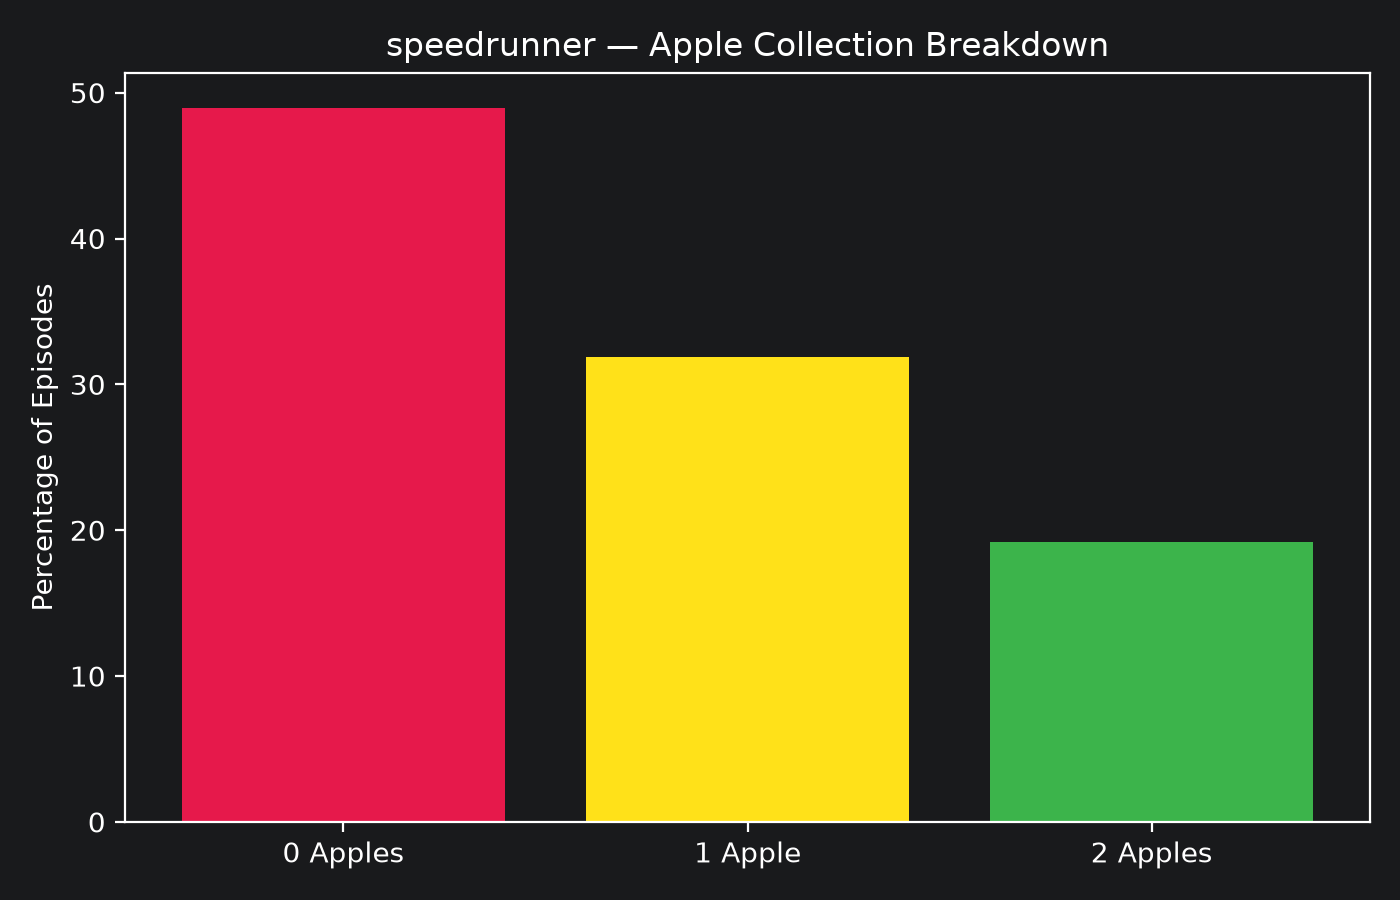 speedrunner — Apple Collection Breakdown
Percentage of Episodes
50
40
30
20
10
0
0 Apples
1 Apple
2 Apples